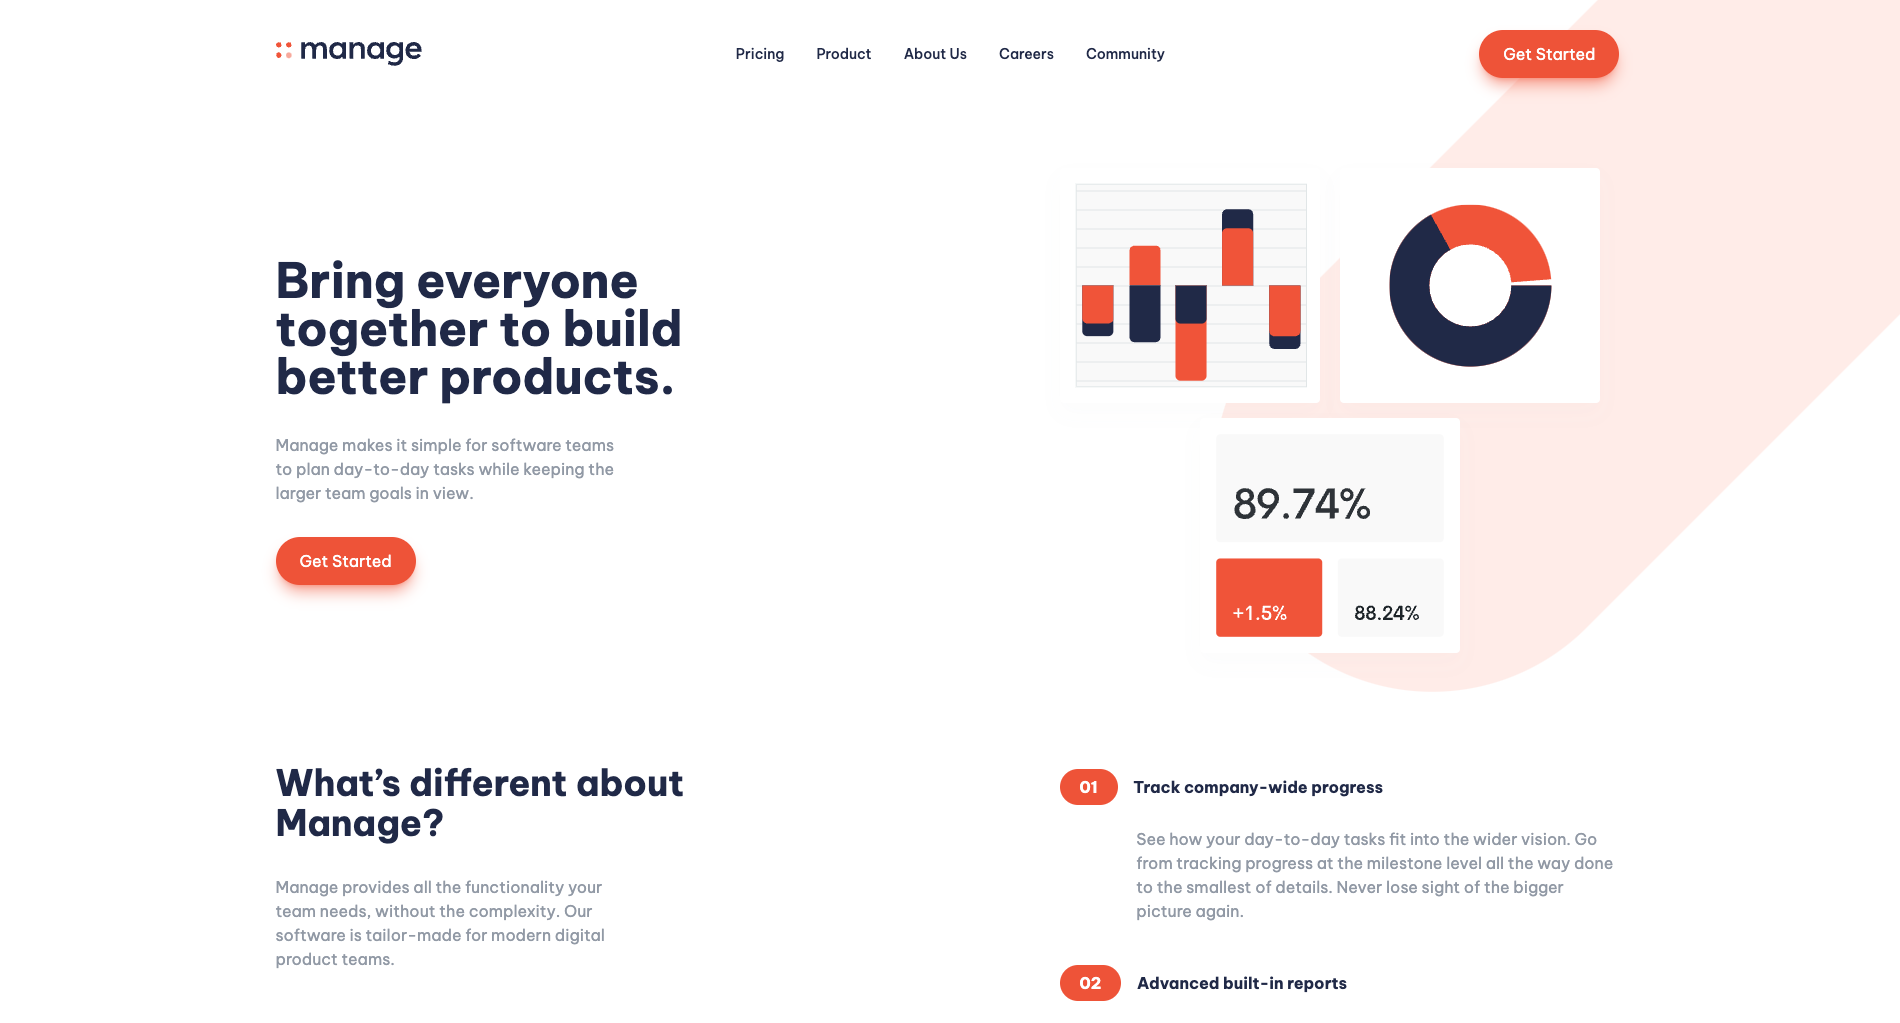 manage
Pricing
Product
About Us
Careers
Community
Get Started
Bring everyone
together to build
better products.
Manage makes it simple for software teams
to plan day-to-day tasks while keeping the
larger team goals in view.
Get Started
89.74%
+1.5%
88.24%
What’s different about
Manage?
Manage provides all the functionality your
team needs, without the complexity. Our
software is tailor-made for modern digital
product teams.
01
Track company-wide progress
See how your day-to-day tasks fit into the wider vision. Go
from tracking progress at the milestone level all the way done
to the smallest of details. Never lose sight of the bigger
picture again.
02
Advanced built-in reports